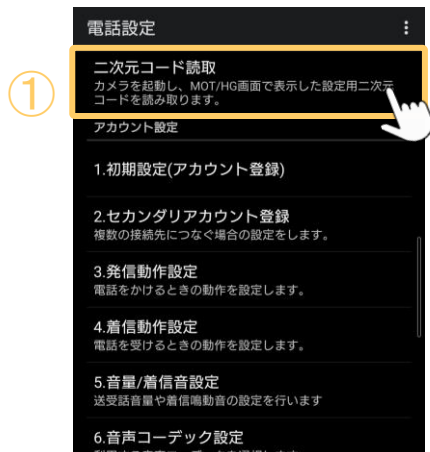 電話設定
①
二次元コード読取
カメラを起動し、MOT/HG画面で表示した設定用二次元
コードを読み取ります。
アカウント設定
1.初期設定(アカウント登録)
2.セカンダリアカウント登録
複数の接続先につなぐ場合の設定をします。
3.発信動作設定
電話をかけるときの動作を設定します。
4.着信動作設定
電話を受けるときの動作を設定します。
5.音量/着信音設定
送受話音量や着信鳴動音の設定を行います
6.音声コーデック設定